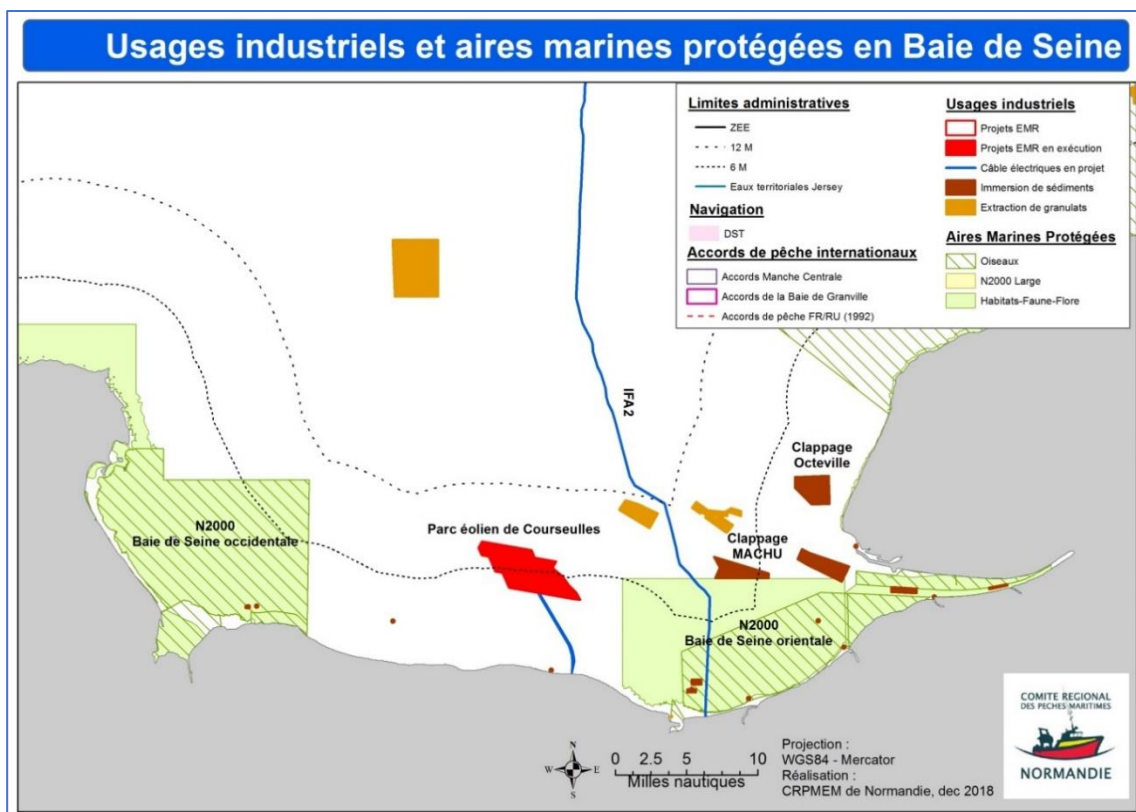 Usages industriels et aires marines protégées en Baie de Seine
Limites administratives
ZEE
12 M
6 M
Eaux territoriales Jersey
Navigation
DST
Accords de pêche internationaux
Accords Manche Centrale
Accords de la Baie de Granville
Accords de pêche FR/RU (1992)
Usages industriels
Projets EMR
Projets EMR en exécution
Câble électriques en projet
Immersion de sédiments
Extraction de granulats
Aires Marines Protégées
Oiseaux
N2000 Large
Habitats-Faune-Flore
IFA2
Clappage
Octeville
N2000
Baie de Seine occidentale
Parc éolien de Courseulles
Clappage
MACHU
N2000
Baie de Seine orientale
N
W E
S
0 2.5 5 10
Milles nautiques
Projection :
WGS84 - Mercator
Réalisation :
CRPMEM de Normandie, dec 2018
COMITE REGIONAL
DES PECHES MARITIMES
NORMANDIE